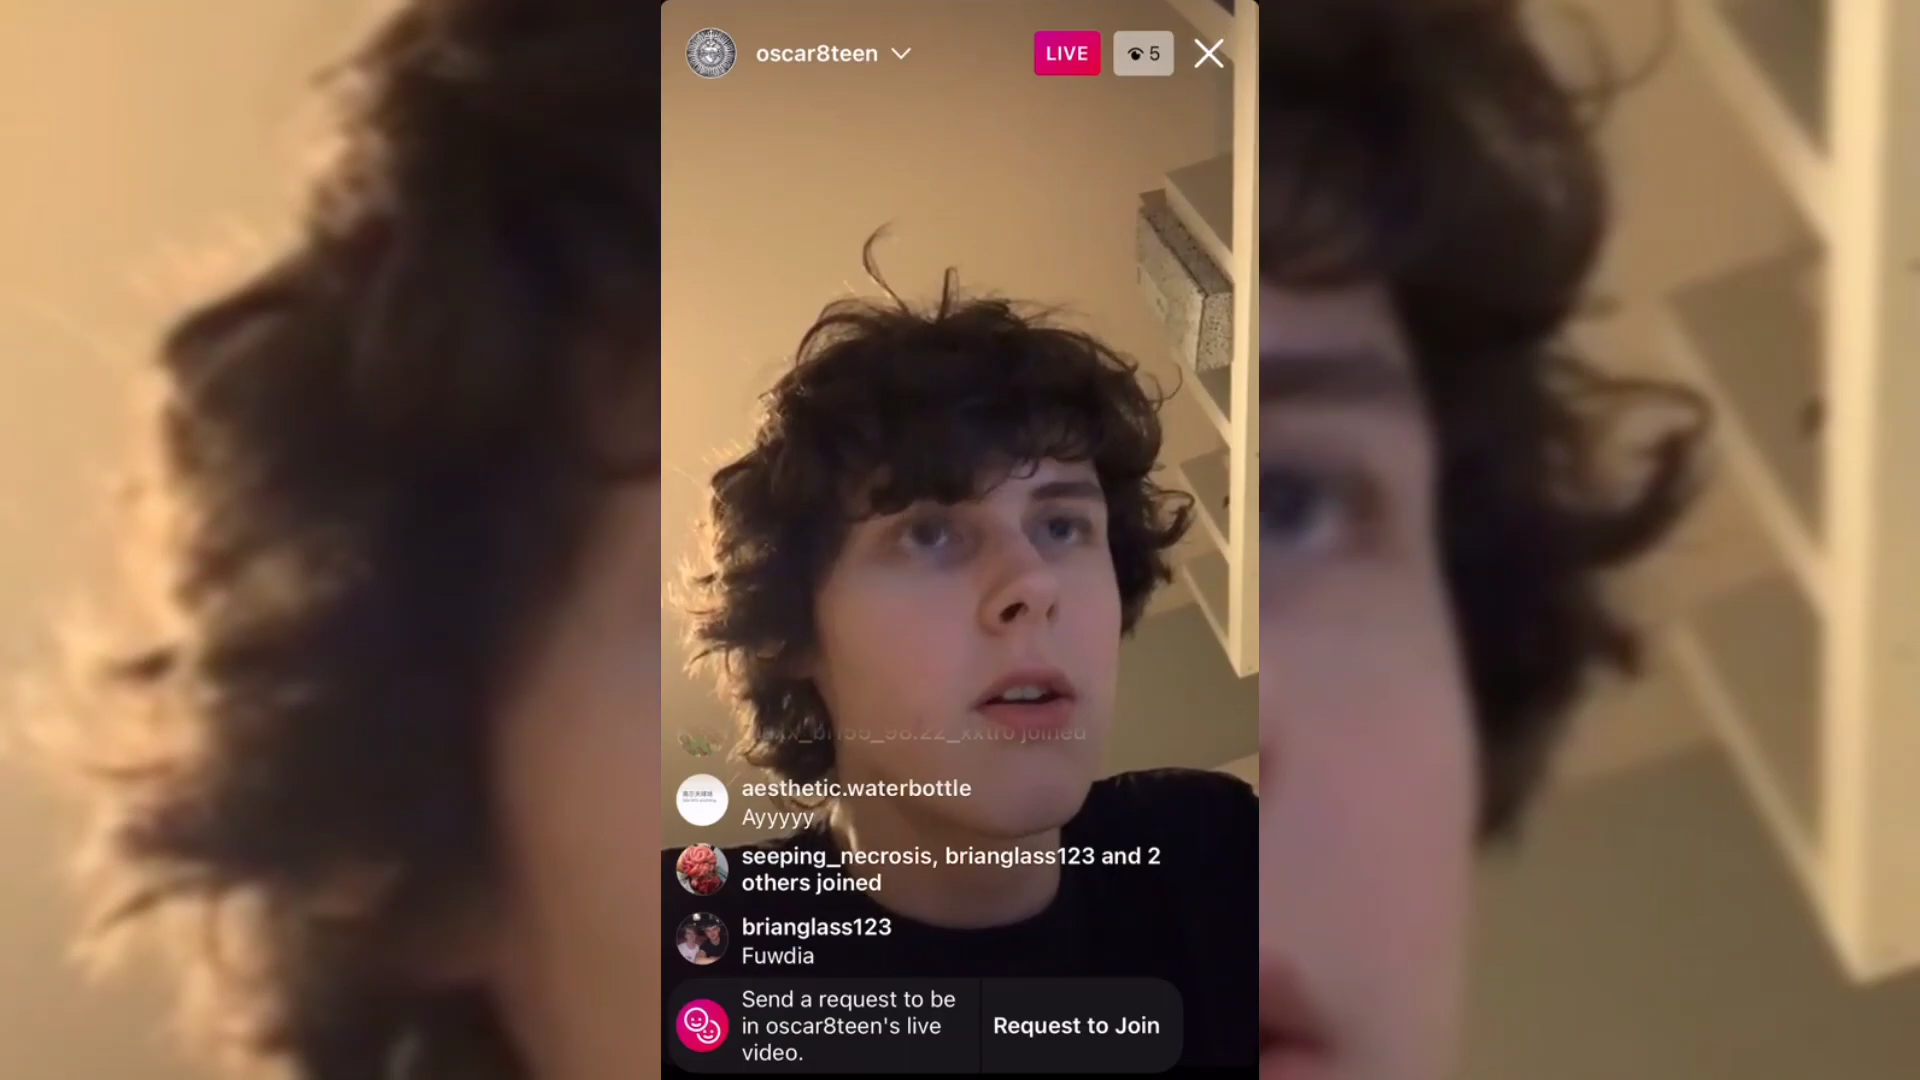 oscar8teen
LIVE
5
joined
aesthetic.waterbottle
Ayyyyy
seeping_necrosis, brianglass123 and 2
others joined
brianglass123
Fuwdia
Send a request to be
in oscar8teen's live
video.
Request to Join